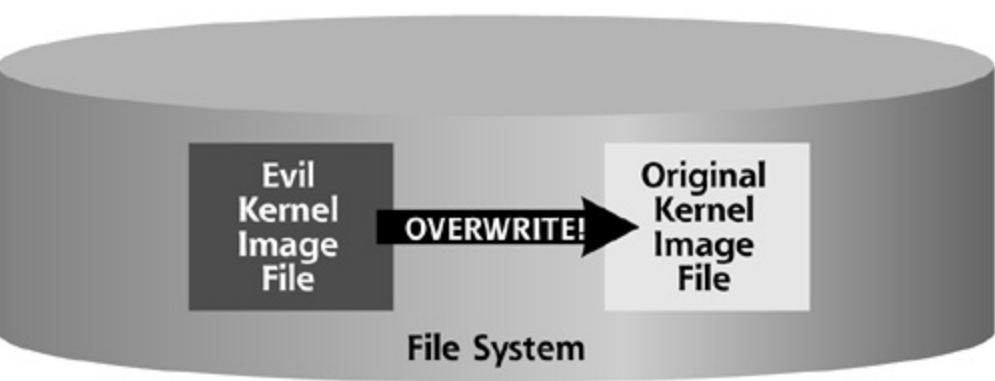 Evil
Kernel
Image
File
OVERWRITE!
Original
Kernel
Image
File
File System